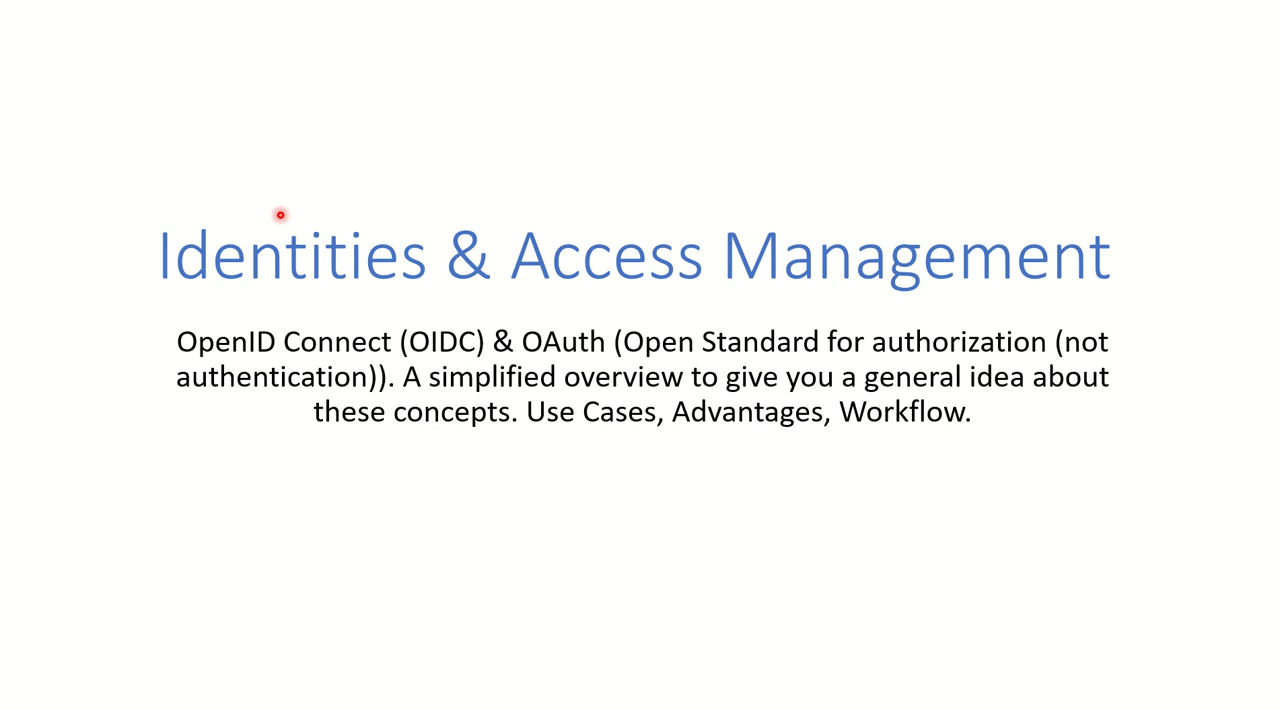 Identities & Access Management
OpenID Connect (OIDC) & OAuth (Open Standard for authorization (not
authentication)). A simplified overview to give you a general idea about
these concepts. Use Cases, Advantages, Workflow.